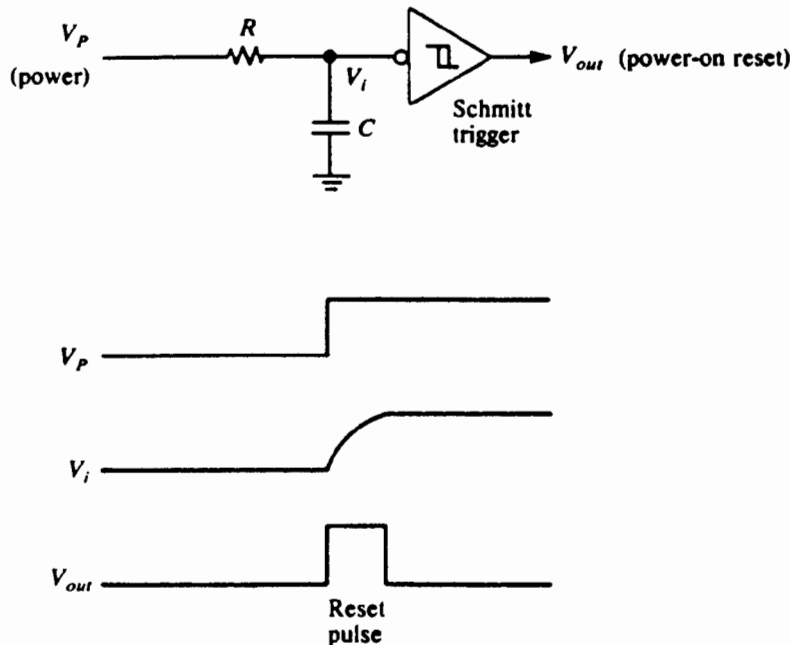 V_P
(power)
R
V_i
C
V_out (power-on reset)
Schmitt
trigger
V_P
V_i
V_out
Reset
pulse